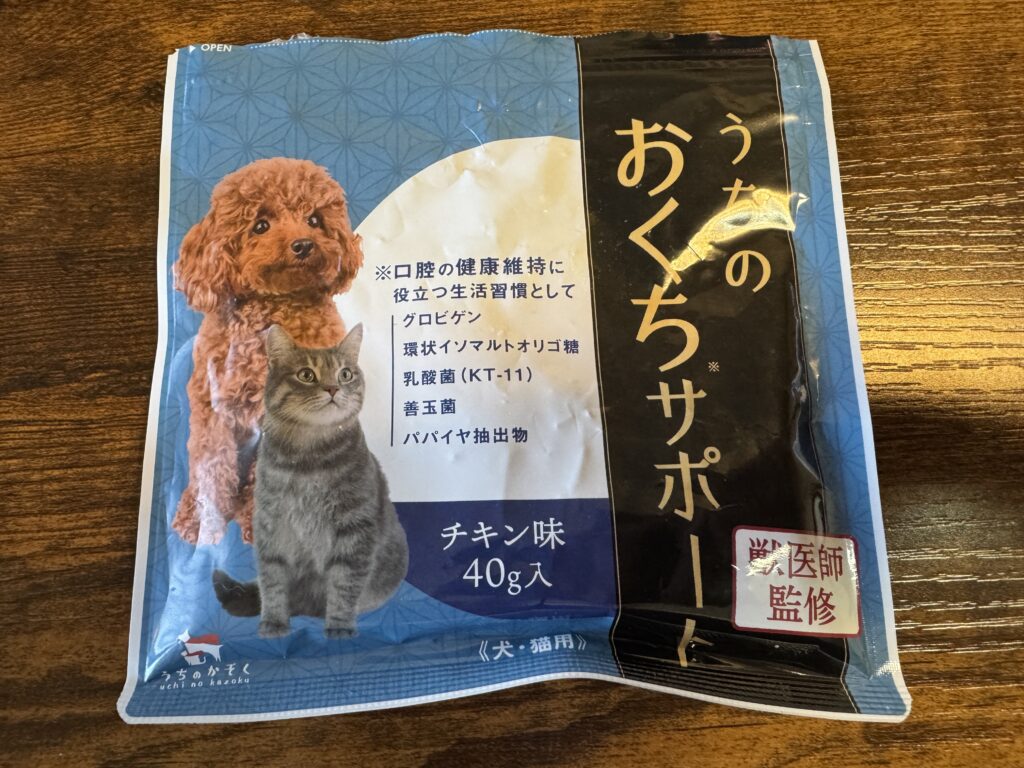 OPEN
うちの
おくちサポート
※
※口腔の健康維持に
役立つ生活習慣として
グロビゲン
環状イソマルトオリゴ糖
乳酸菌(KT-11)
善玉菌
パパイヤ抽出物
チキン味
40g入
獣医師
監修
《犬・猫用》
うちのかぞく
uchi no kazoku